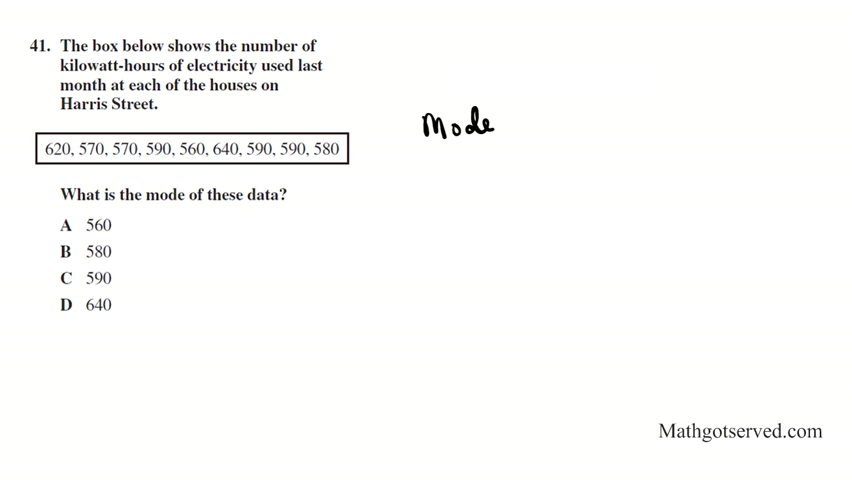 41. The box below shows the number of
kilowatt-hours of electricity used last
month at each of the houses on
Harris Street.
Mode
620, 570, 570, 590, 560, 640, 590, 590, 580
What is the mode of these data?
A 560
B 580
C 590
D 640
Mathgotserved.com